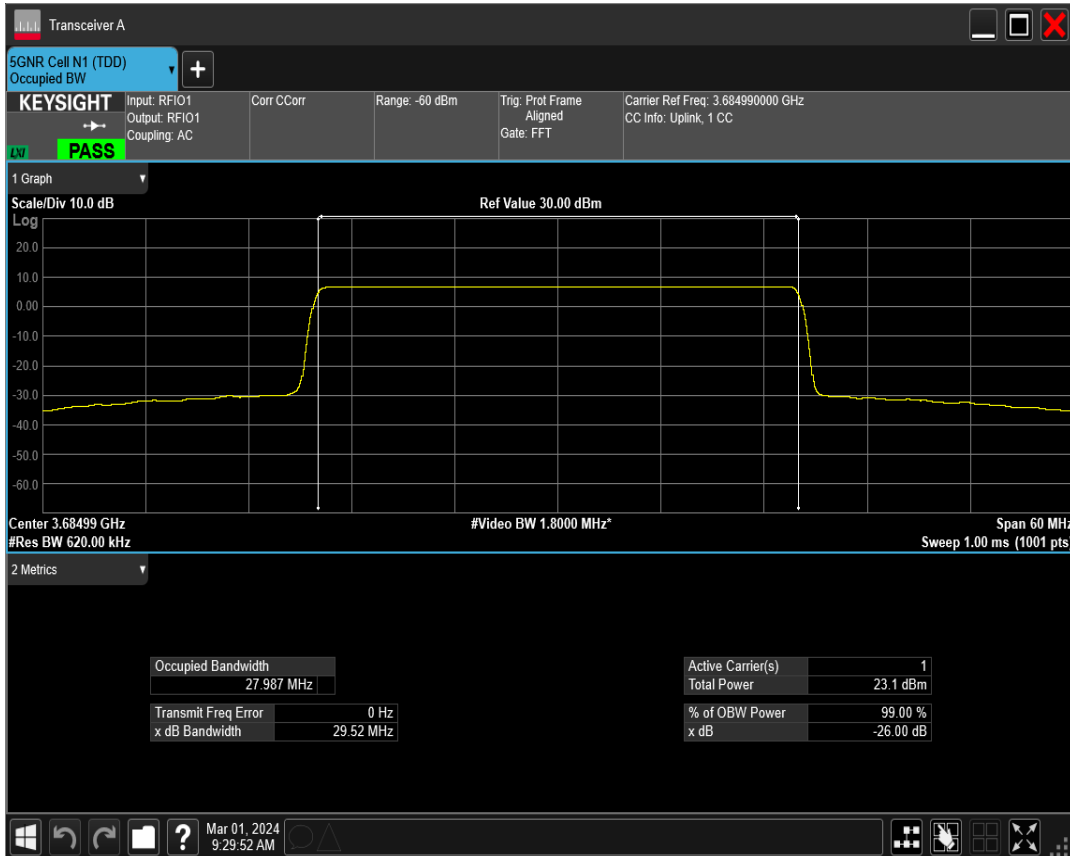 Transceiver A
5GNR Cell N1 (TDD)
Occupied BW
+
KEYSIGHT
LXI
PASS
Input: RFIO1
Output: RFIO1
Coupling: AC
Corr CCorr
Range: -60 dBm
Trig: Prot Frame
Aligned
Gate: FFT
Carrier Ref Freq: 3.684990000 GHz
CC Info: Uplink, 1 CC
1 Graph
Scale/Div 10.0 dB
Ref Value 30.00 dBm
Log
20.0
10.0
0.00
-10.0
-20.0
-30.0
-40.0
-50.0
-60.0
Center 3.68499 GHz
#Video BW 1.8000 MHz*
Span 60 MHz
#Res BW 620.00 kHz
Sweep 1.00 ms (1001 pts)
2 Metrics
Occupied Bandwidth
27.987 MHz
Transmit Freq Error 0 Hz
x dB Bandwidth 29.52 MHz
Active Carrier(s) 1
Total Power 23.1 dBm
% of OBW Power 99.00 %
x dB -26.00 dB
?
Mar 01, 2024
9:29:52 AM